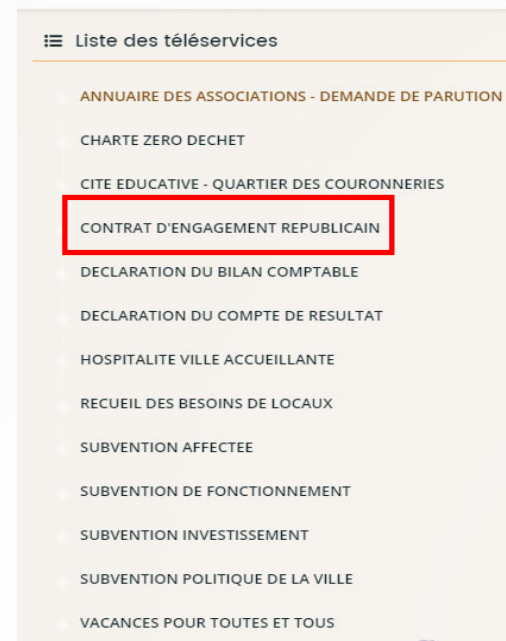 Liste des téléservices
ANNUAIRE DES ASSOCIATIONS - DEMANDE DE PARUTION
CHARTE ZERO DECHET
CITE EDUCATIVE - QUARTIER DES COURONNERIES
CONTRAT D'ENGAGEMENT REPUBLICAIN
DECLARATION DU BILAN COMPTABLE
DECLARATION DU COMPTE DE RESULTAT
HOSPITALITE VILLE ACCUEILLANTE
RECUEIL DES BESOINS DE LOCAUX
SUBVENTION AFFECTEE
SUBVENTION DE FONCTIONNEMENT
SUBVENTION INVESTISSEMENT
SUBVENTION POLITIQUE DE LA VILLE
VACANCES POUR TOUTES ET TOUS